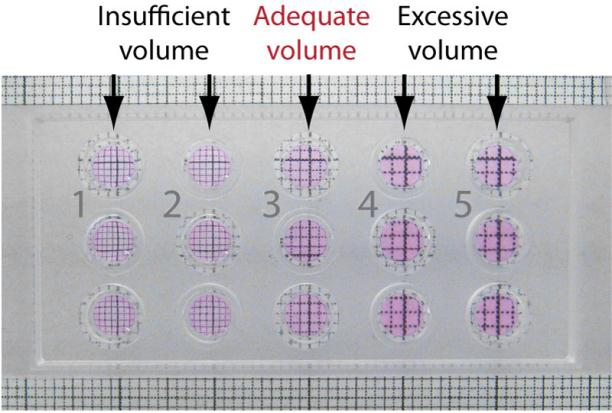 Insufficient volume
Adequate volume
Excessive volume
1 2 3 4 5